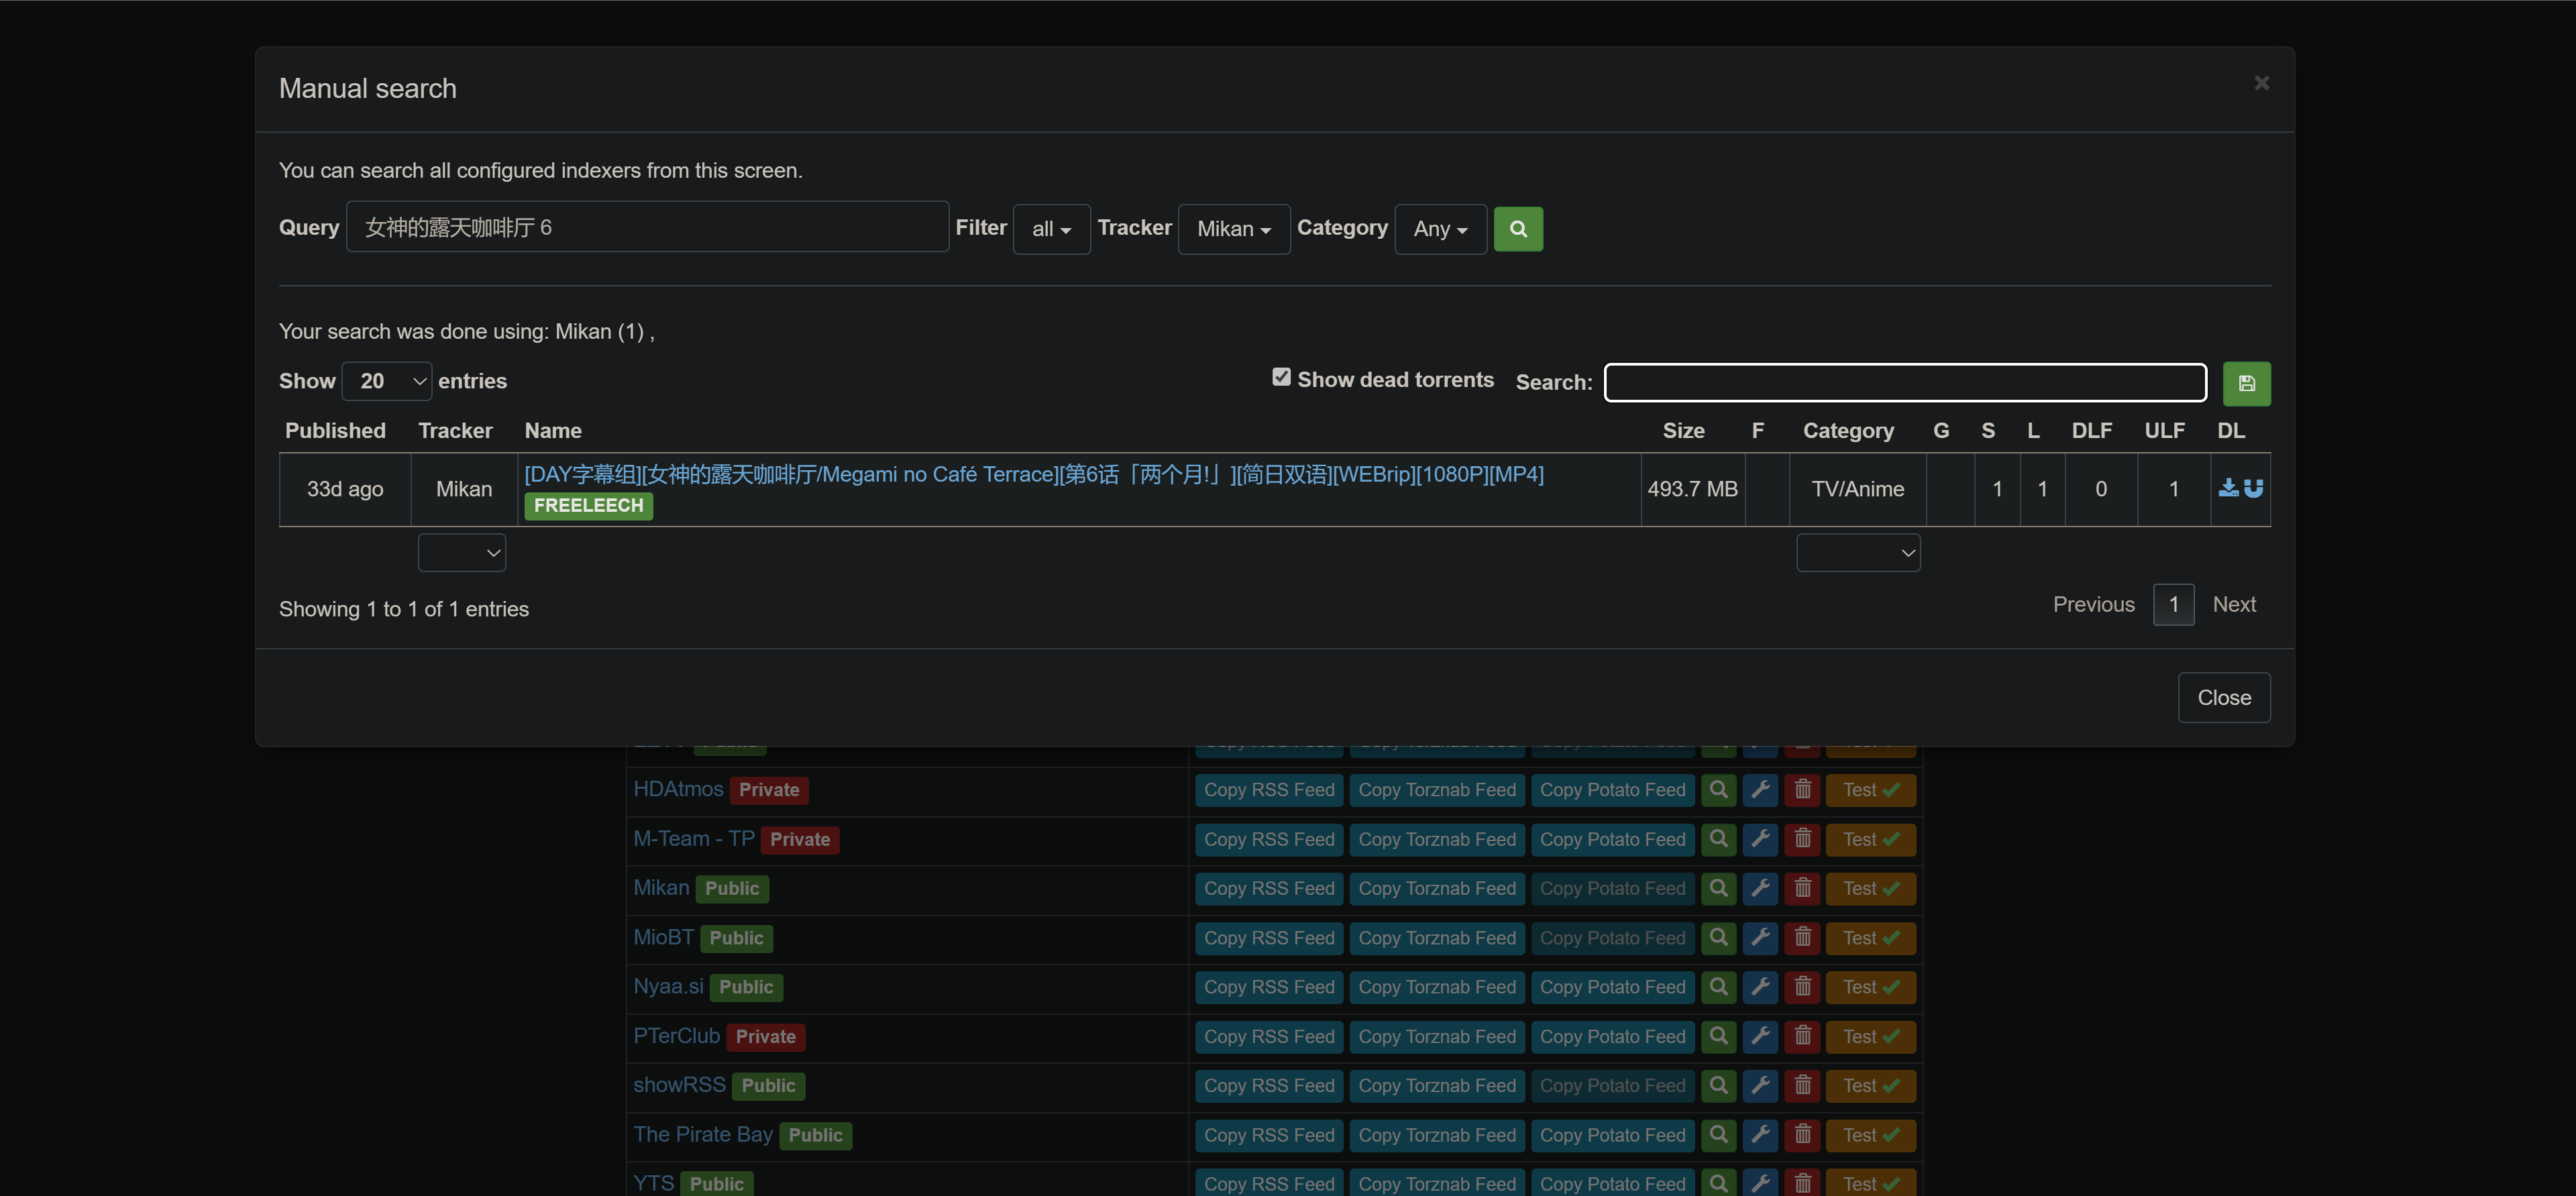 Manual search
×
You can search all configured indexers from this screen.
Query 女神的露天咖啡厅 6 Filter all Tracker Mikan Category Any
Your search was done using: Mikan (1) ,
Show 20 entries Show dead torrents Search:
Published Tracker Name Size F Category G S L DLF ULF DL
33d ago Mikan [DAY字幕组][女神的露天咖啡厅/Megami no Café Terrace][第6话「两个月!」][简日双语][WEBrip][1080P][MP4] 493.7 MB TV/Anime 1 1 0 1
FREELEECH
Showing 1 to 1 of 1 entries Previous 1 Next
Close
HDAtmos Private Copy RSS Feed Copy Torznab Feed Copy Potato Feed Test
M-Team - TP Private Copy RSS Feed Copy Torznab Feed Copy Potato Feed Test
Mikan Public Copy RSS Feed Copy Torznab Feed Copy Potato Feed Test
MioBT Public Copy RSS Feed Copy Torznab Feed Copy Potato Feed Test
Nyaa.si Public Copy RSS Feed Copy Torznab Feed Copy Potato Feed Test
PTerClub Private Copy RSS Feed Copy Torznab Feed Copy Potato Feed Test
showRSS Public Copy RSS Feed Copy Torznab Feed Copy Potato Feed Test
The Pirate Bay Public Copy RSS Feed Copy Torznab Feed Copy Potato Feed Test
YTS Public Copy RSS Feed Copy Torznab Feed Copy Potato Feed Test